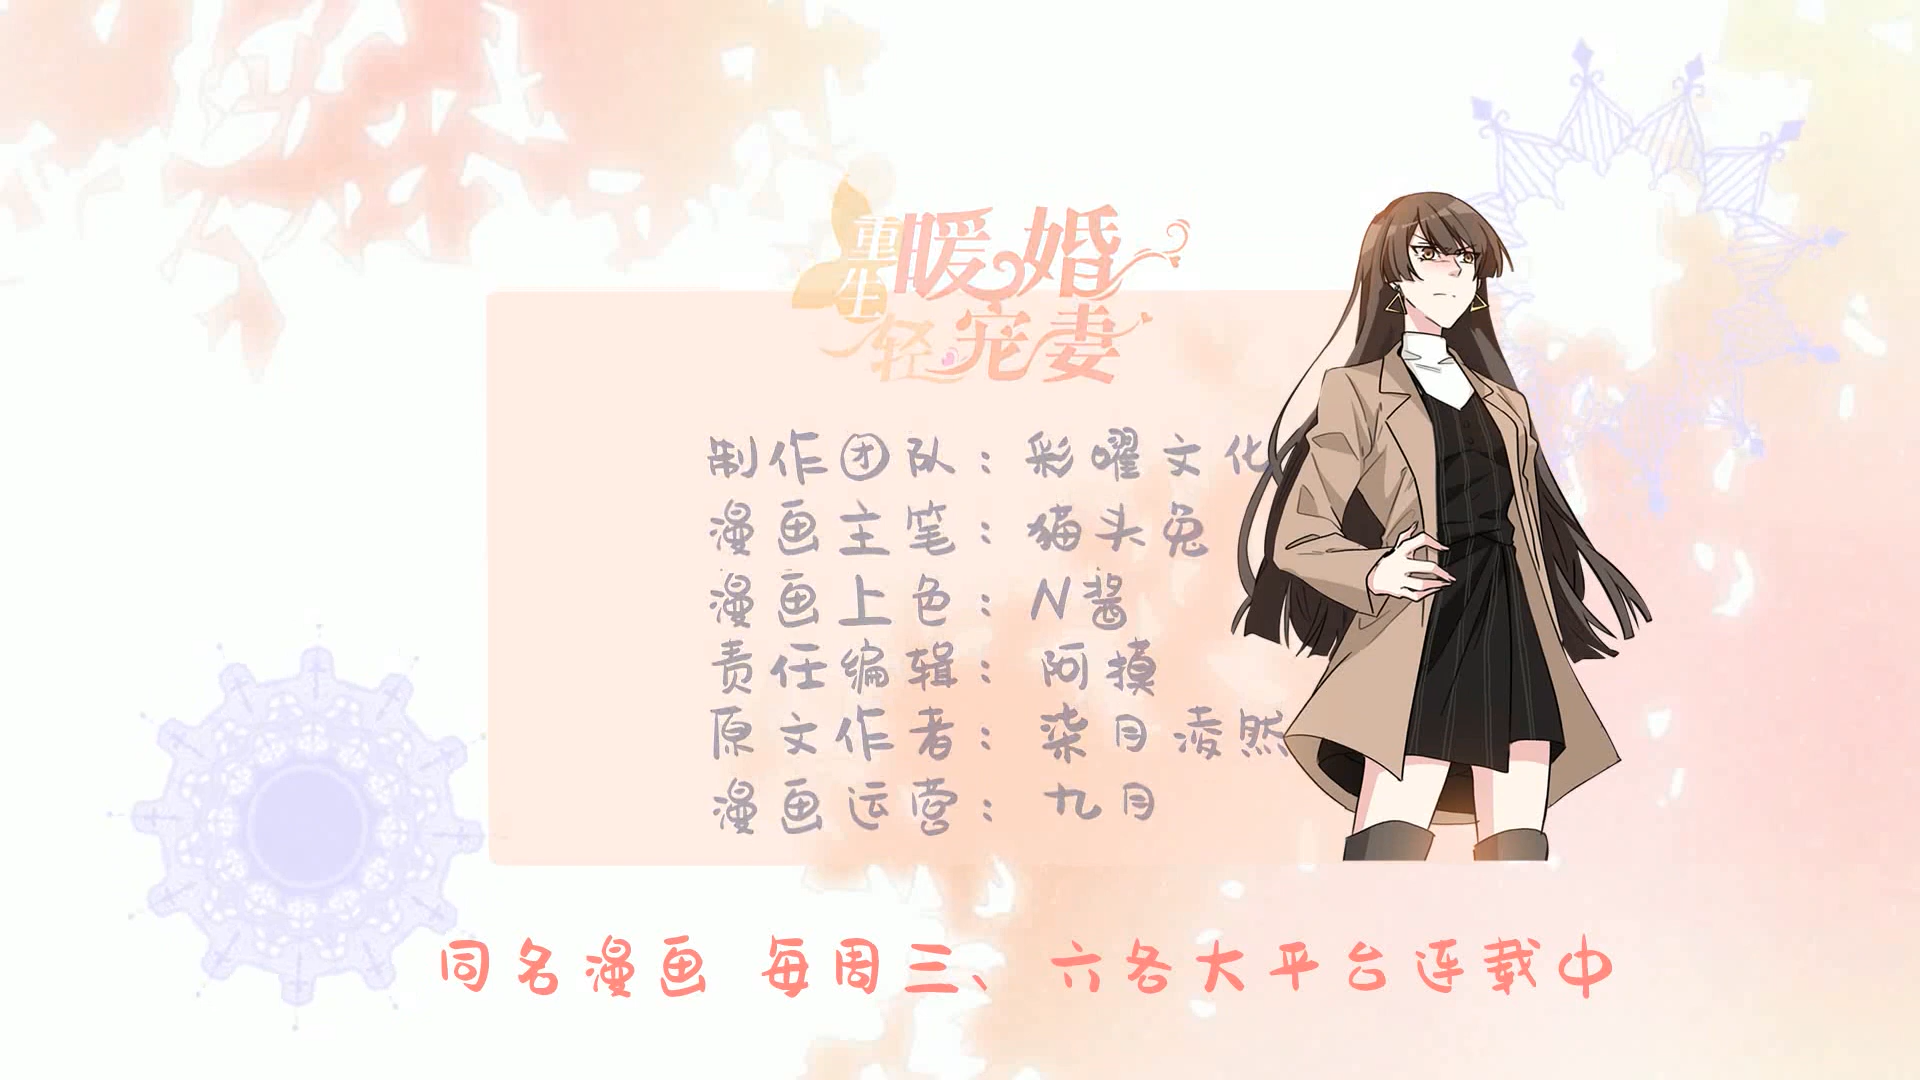 重生 暖婚
轻宠妻
制作团队：彩曜文化
漫画主笔：猫头兔
漫画上色：N酱
责任编辑：阿摸
原文作者：柒月凌然
漫画运营：九月
同名漫画 每周三、六各大平台连载中